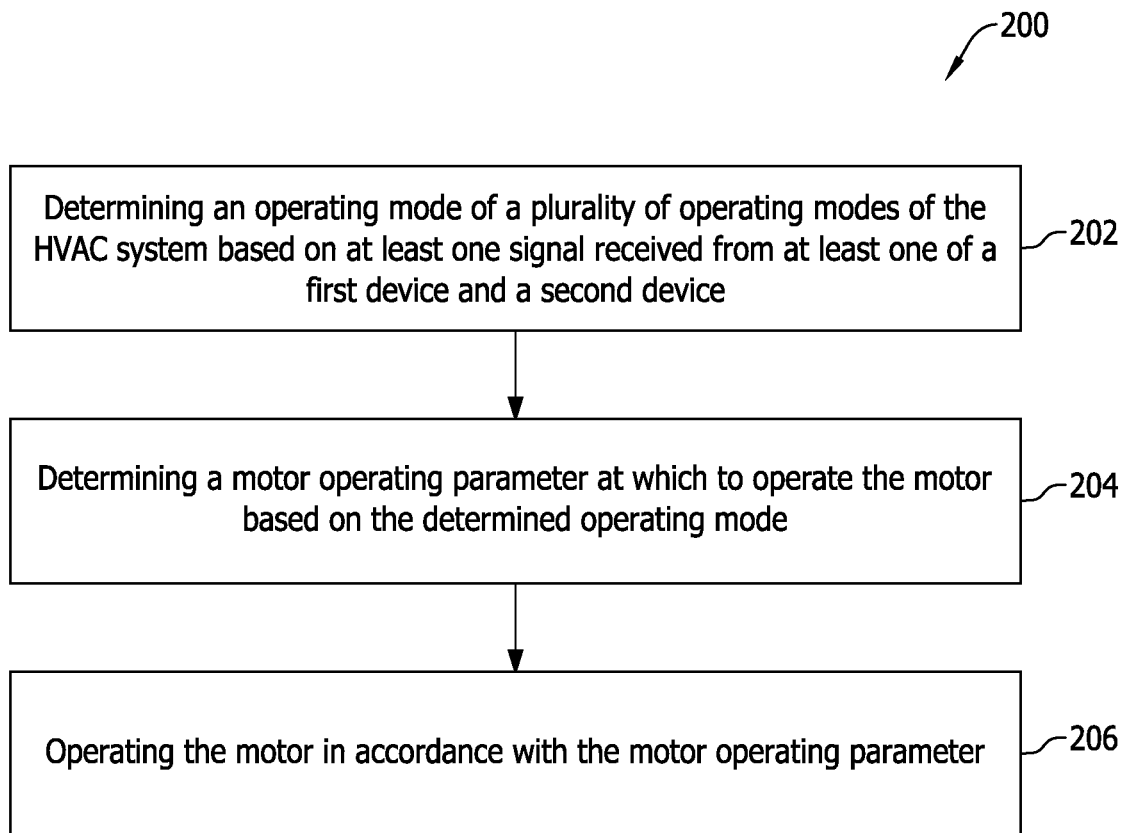 200
Determining an operating mode of a plurality of operating modes of the
HVAC system based on at least one signal received from at least one of a
first device and a second device
202
Determining a motor operating parameter at which to operate the motor
based on the determined operating mode
204
Operating the motor in accordance with the motor operating parameter
206